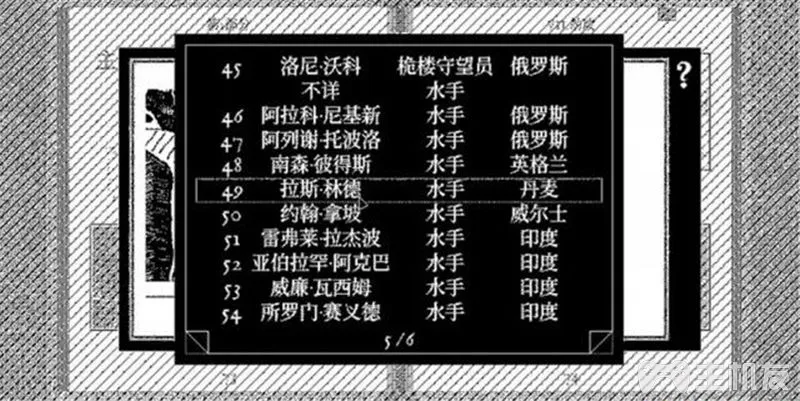 45 洛尼·沃科 桅楼守望员 俄罗斯
不详 水手
46 阿拉科·尼基新 水手 俄罗斯
47 阿列谢·托波洛 水手 俄罗斯
48 南森·彼得斯 水手 英格兰
49 拉斯·林德 水手 丹麦
50 约翰·拿坡 水手 威尔士
51 雷弗莱·拉杰波 水手 印度
52 亚伯拉罕·阿克巴 水手 印度
53 威廉·瓦西姆 水手 印度
54 所罗门·赛义德 水手 印度
5/6
?
73
74